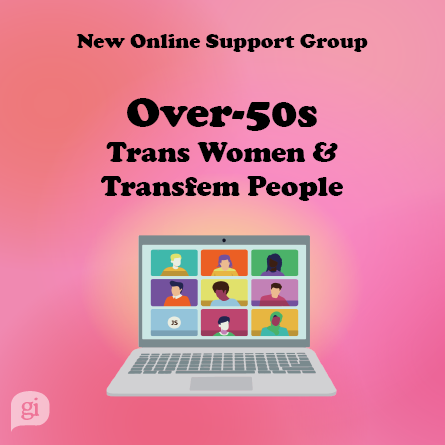 New Online Support Group
Over-50s
Trans Women &
Transfem People
JS
gi